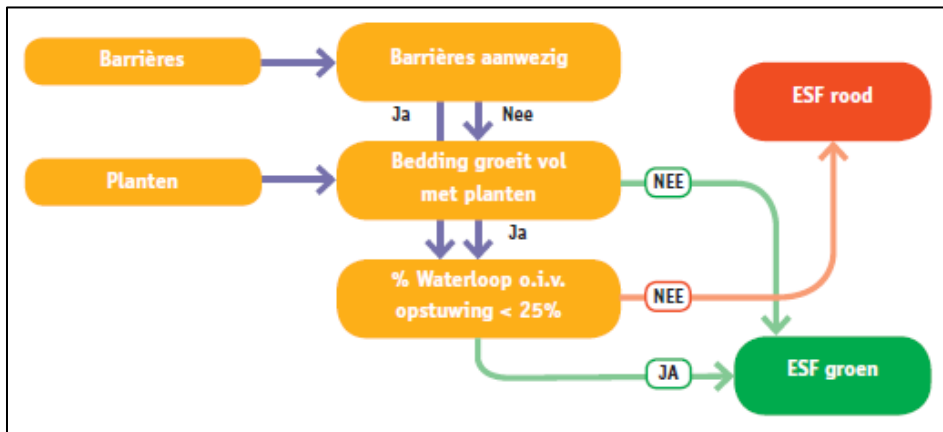 Barrières
Barrières aanwezig
ESF rood
Ja
Nee
Planten
Bedding groeit vol
met planten
NEE
Ja
% Waterloop o.i.v.
opstuwing < 25%
NEE
JA
ESF groen